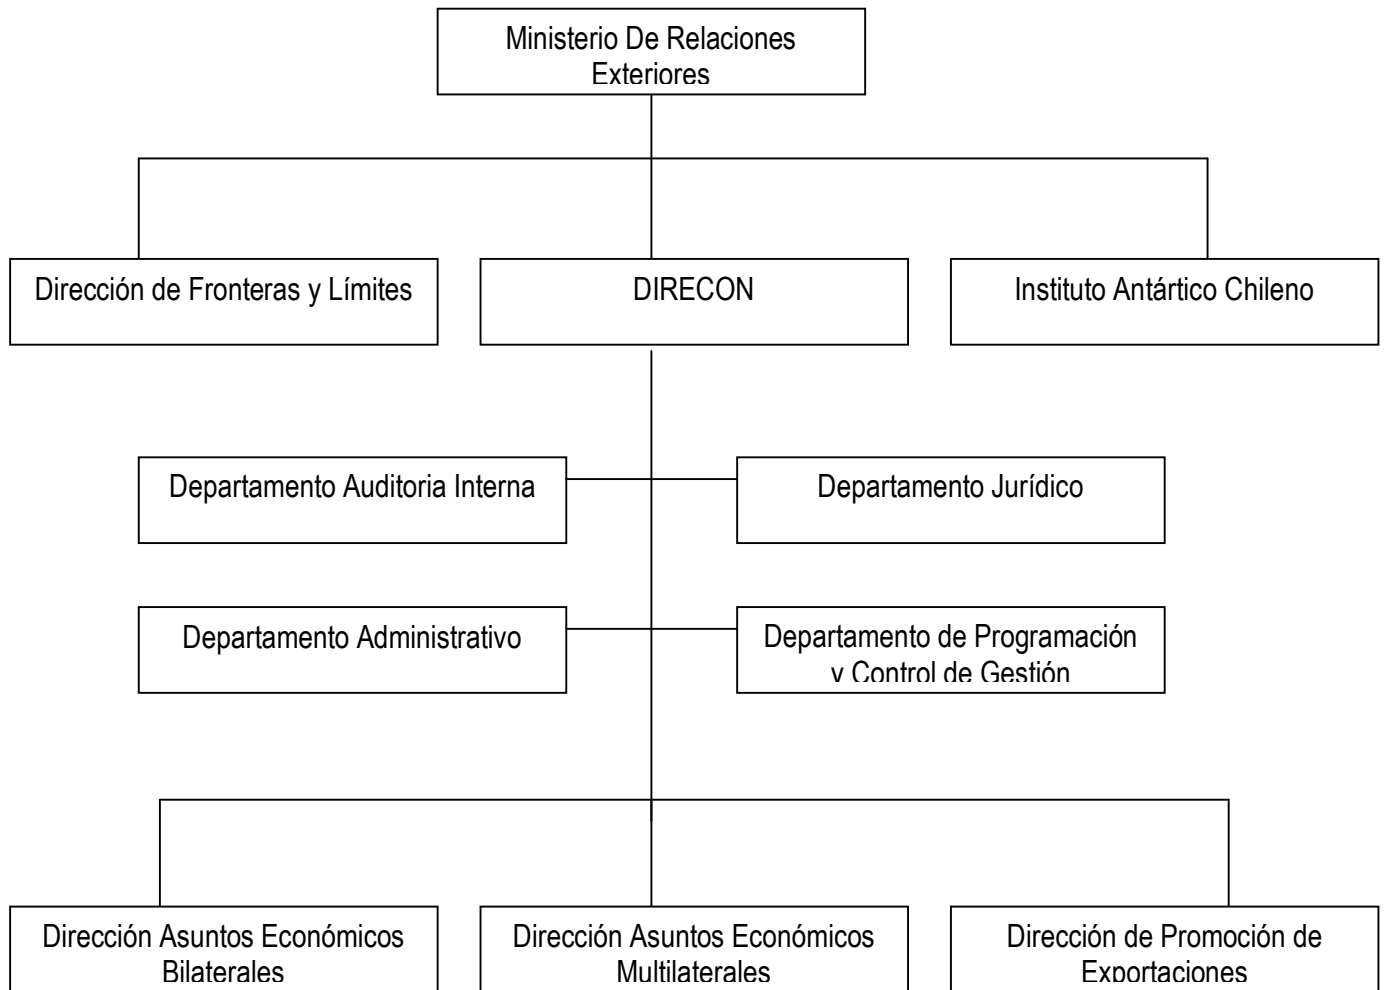 Ministerio De Relaciones
Exteriores
Dirección de Fronteras y Límites
DIRECON
Instituto Antártico Chileno
Departamento Auditoria Interna
Departamento Jurídico
Departamento Administrativo
Departamento de Programación
y Control de Gestión
Dirección Asuntos Económicos
Bilaterales
Dirección Asuntos Económicos
Multilaterales
Dirección de Promoción de
Exportaciones